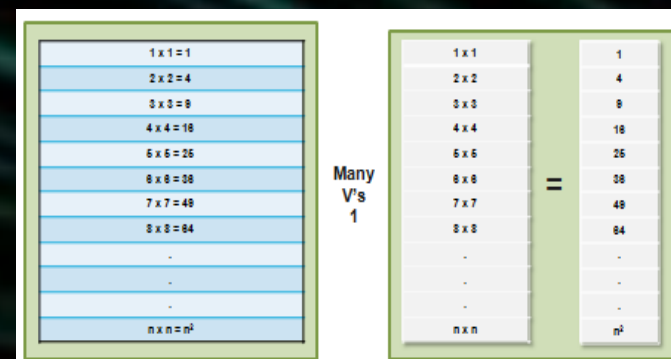 1 x 1 = 1
2 x 2 = 4
3 x 3 = 9
4 x 4 = 16
5 x 5 = 25
6 x 6 = 36
7 x 7 = 49
8 x 8 = 64
.
.
.
n x n = n²
Many
V's
1
1 x 1
2 x 2
3 x 3
4 x 4
5 x 5
6 x 6
7 x 7
8 x 8
.
.
.
n x n
=
1
4
9
16
25
36
49
64
.
.
.
n²